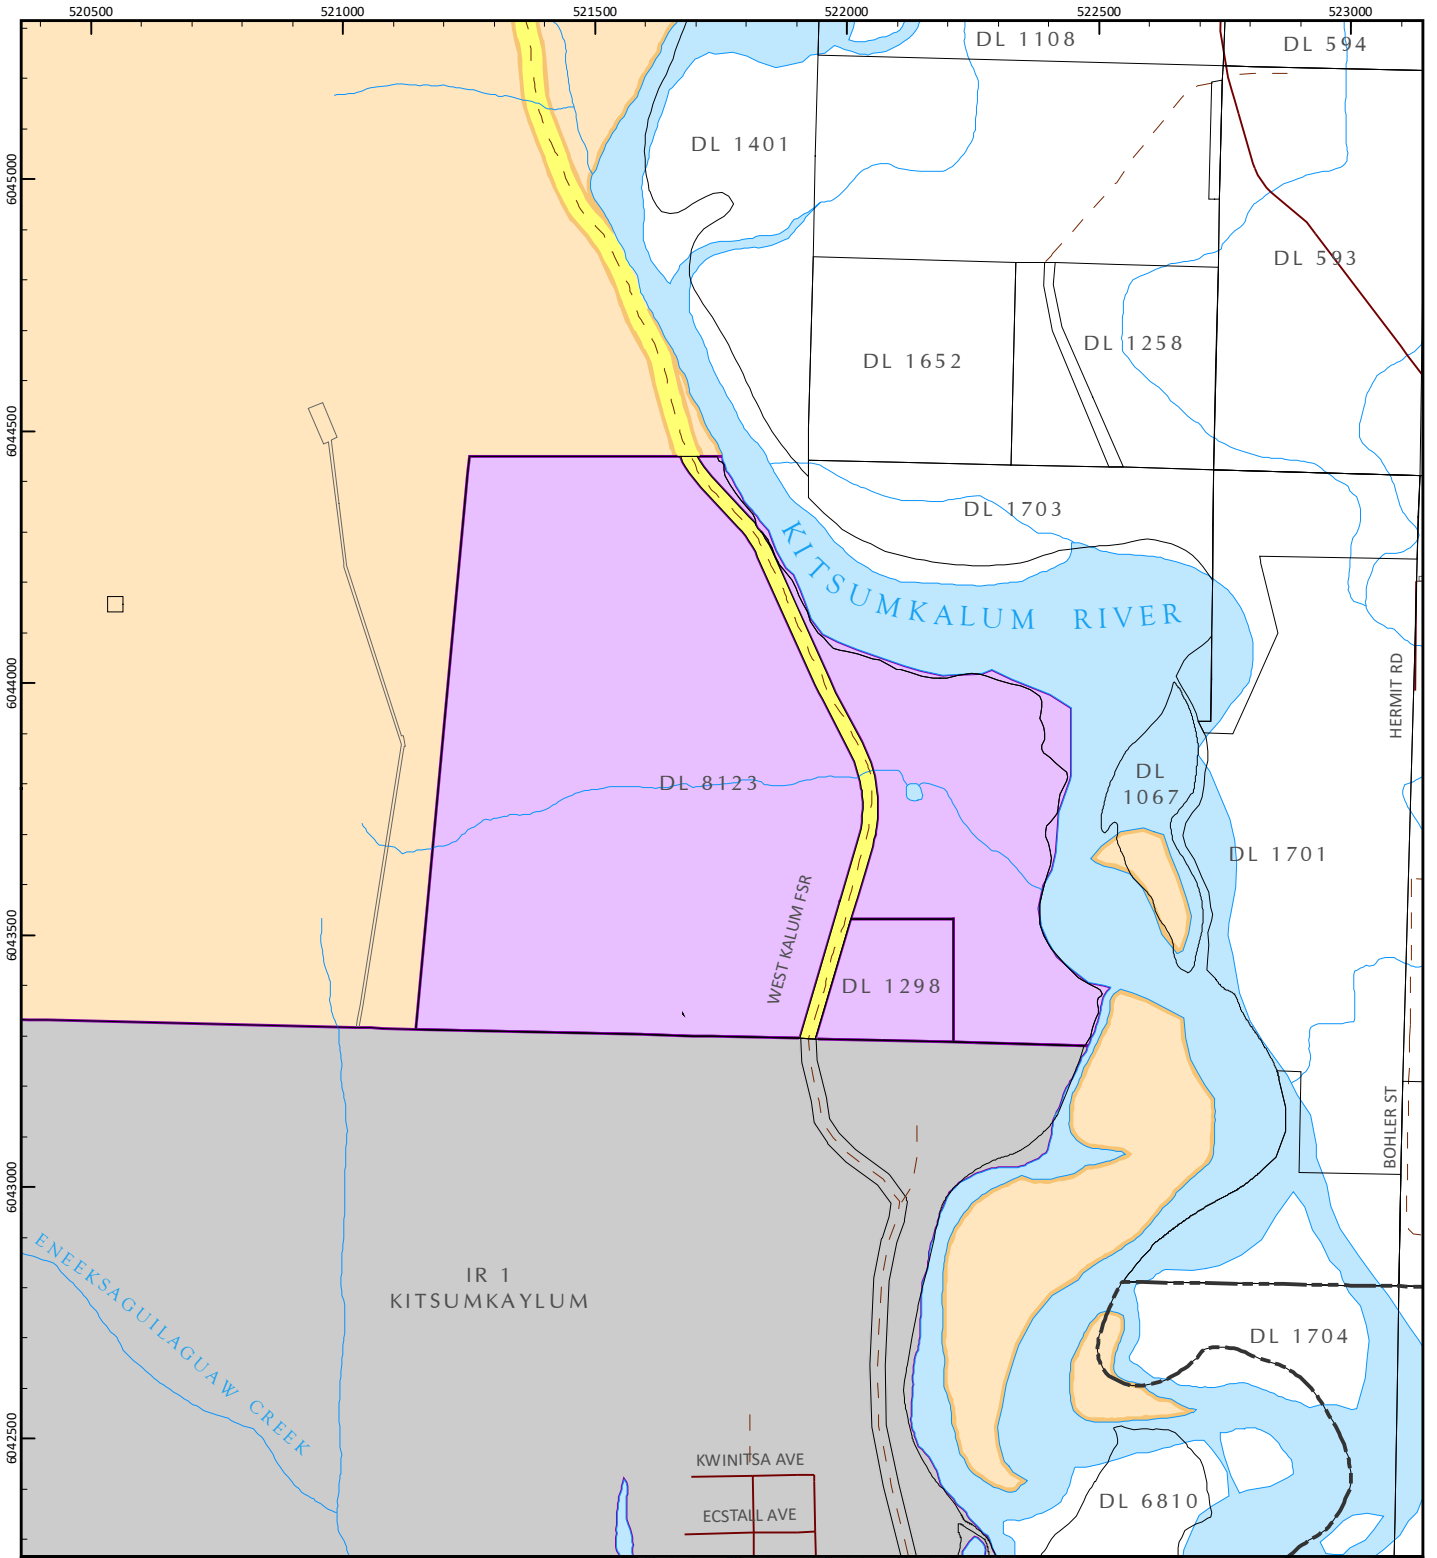 520500
521000
521500
522000
522500
523000
6045000
6044500
6044000
6043500
6043000
6042500
DL 1108
DL 594
DL 1401
DL 593
DL 1652
DL 1258
DL 1703
KITSUMKALUM RIVER
HERMIT RD
DL 8123
DL
1067
DL 1701
WEST KALUM FSR
DL 1298
BOHLER ST
ENEEKSAGUILAGUAW CREEK
IR 1
KITSUMKAYLUM
DL 1704
KWINITSA AVE
ECSTALL AVE
DL 6810